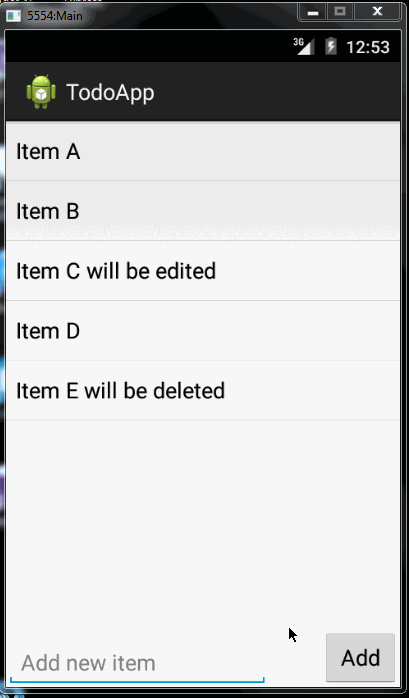 5554:Main
3G 12:53
TodoApp
Item A
Item B
Item C will be edited
Item D
Item E will be deleted
Add new item
Add